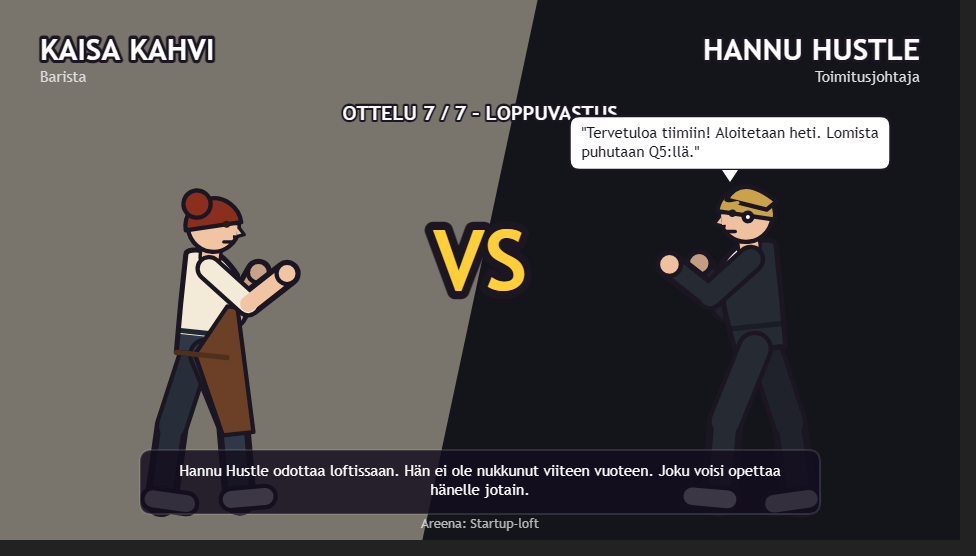 KAISA KAHVI
Barista
HANNU HUSTLE
Toimitusjohtaja
OTTELU 7 / 7 - LOPPUVASTUS
"Tervetuloa tiimiin! Aloitetaan heti. Lomista
puhutaan Q5:llä."
VS
Hannu Hustle odottaa loftissaan. Hän ei ole nukkunut viiteen vuoteen. Joku voisi opettaa
hänelle jotain.
Areena: Startup-loft